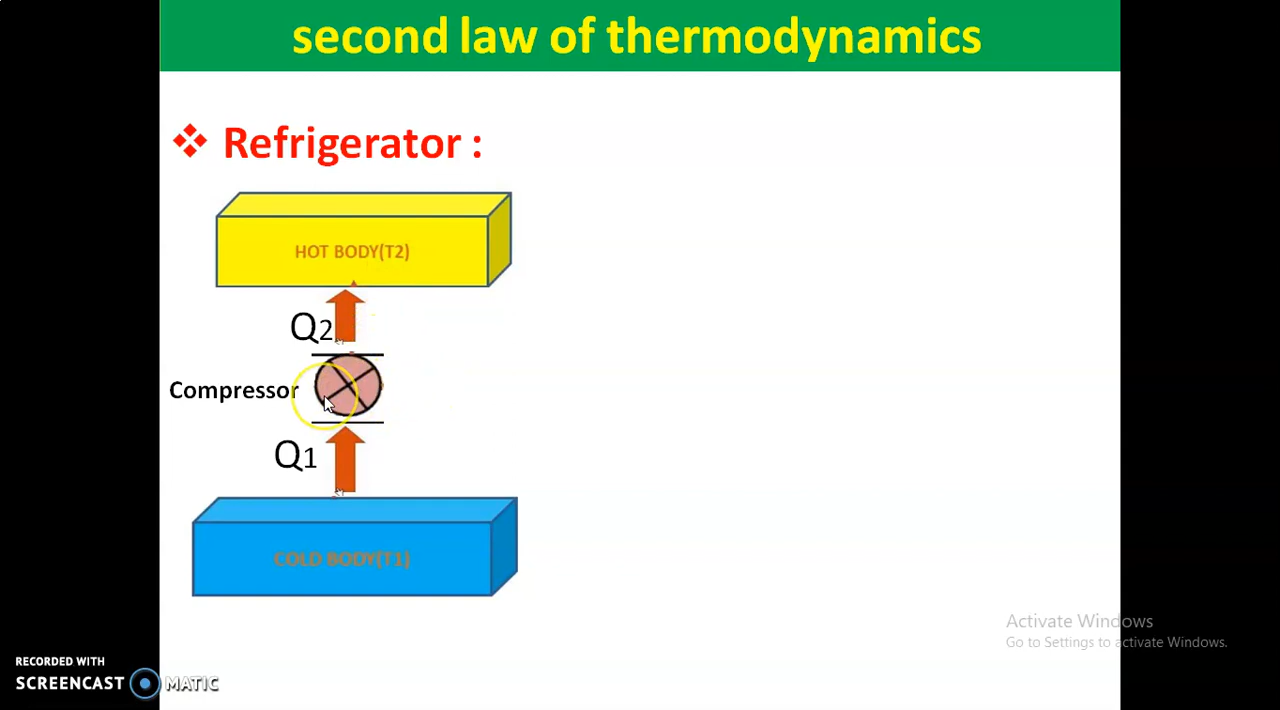 second law of thermodynamics
Refrigerator :
HOT BODY(T2)
Q2
Compressor
Q1
COLD BODY(T1)
Activate Windows
Go to Settings to activate Windows.
RECORDED WITH
SCREENCAST MATIC